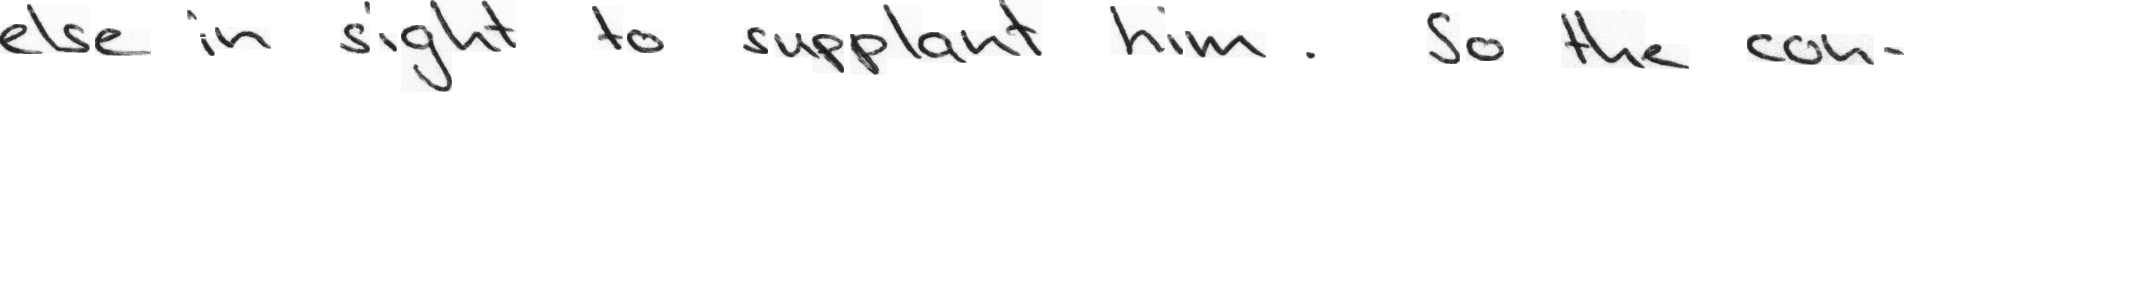 else in sight to supplant him. So the con-